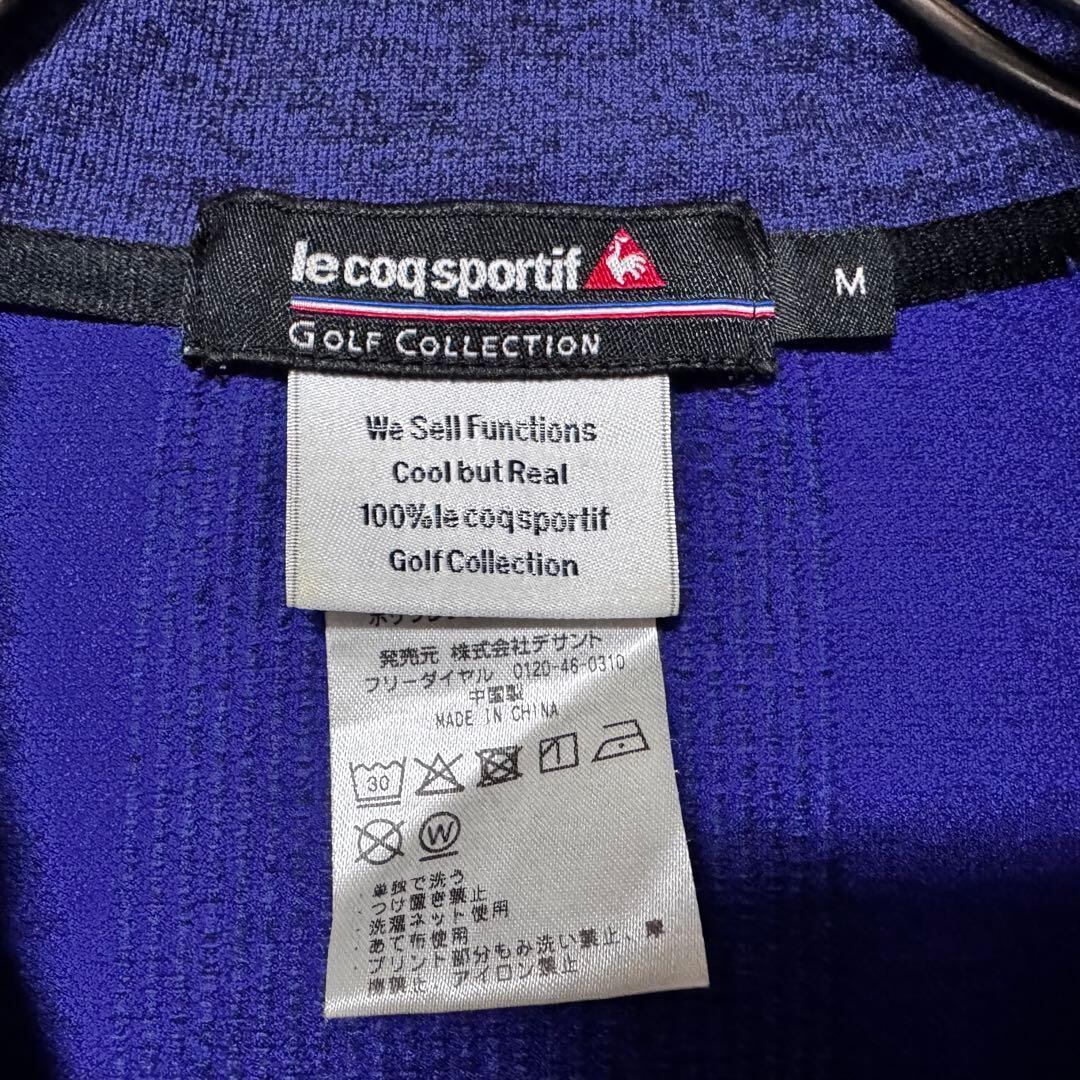 le coq sportif
M
GOLF COLLECTION
We Sell Functions
Cool but Real
100% le coq sportif
Golf Collection
発売元 株式会社デサント
フリーダイヤル 0120-46-0310
中国製
MADE IN CHINA
30
W
・単独で洗う
・つけ置き禁止
・洗濯ネット使用
・あて布使用
・プリント部分もみ洗い禁止、摩
擦禁止、アイロン禁止